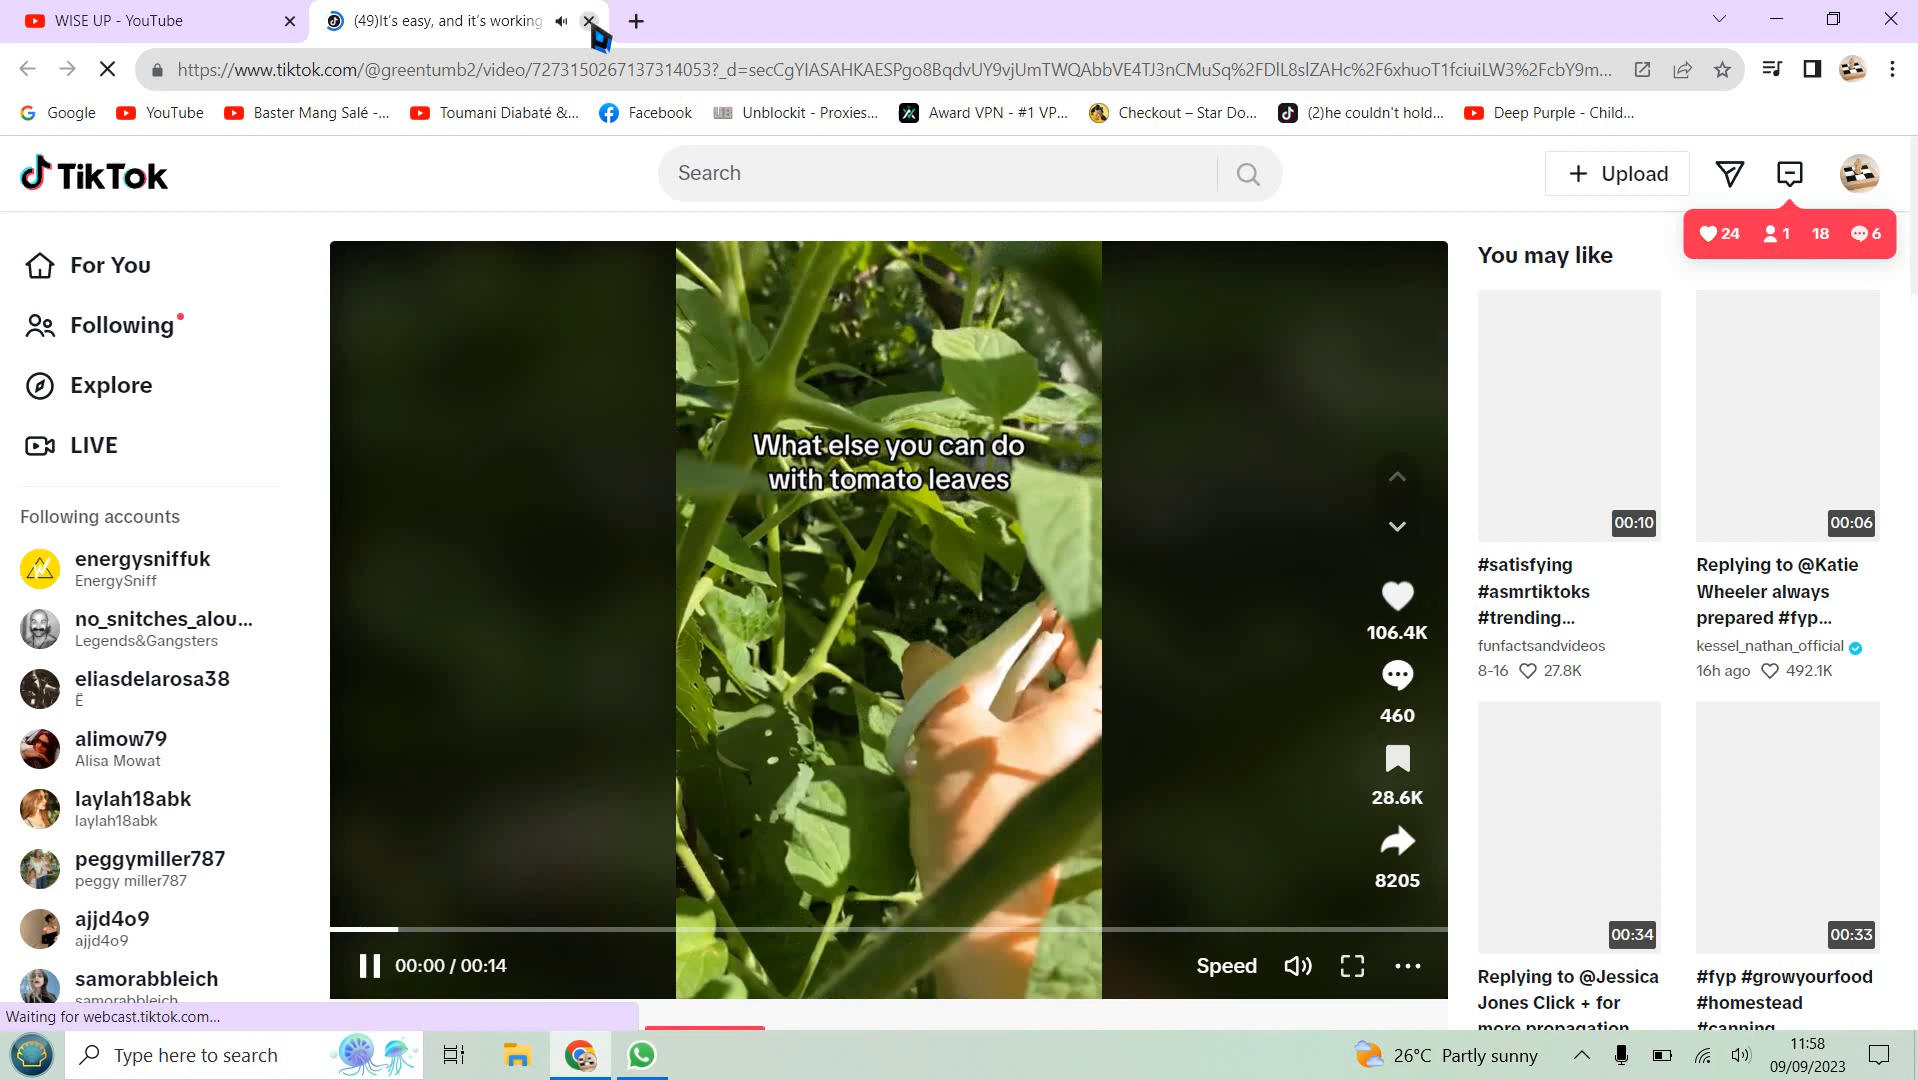 WISE UP - YouTube
(49)It's easy, and it's working
https://www.tiktok.com/@greentumb2/video/7273150267137314053?_d=secCgYIASAHKAESPgo8BqdvUY9vjUmTWQAbbVE4TJ3nCMuSq%2FDlL8slZAHc%2F6xhuoT1fciuiLW3%2FcbY9m...
Google
YouTube
Baster Mang Salé -...
Toumani Diabaté &...
Facebook
UB Unblockit - Proxies...
Award VPN - #1 VP...
Checkout – Star Do...
(2)he couldn't hold...
Deep Purple - Child...
TikTok
Search
Upload
24 1 18 6
For You
Following
Explore
LIVE
Following accounts
energysniffuk
EnergySniff
no_snitches_alou...
Legends&Gangsters
eliasdelarosa38
Ë
alimow79
Alisa Mowat
laylah18abk
laylah18abk
peggymiller787
peggy miller787
ajjd4o9
ajjd4o9
samorabbleich
samorabbleich
What else you can do
with tomato leaves
106.4K
460
28.6K
8205
00:00 / 00:14
Speed
You may like
00:10
#satisfying
#asmrtiktoks
#trending...
funfactsandvideos
8-16 27.8K
00:06
Replying to @Katie
Wheeler always
prepared #fyp...
kessel_nathan_official
16h ago 492.1K
00:34
Replying to @Jessica
Jones Click + for
more propagation
00:33
#fyp #growyourfood
#homestead
#canning
Waiting for webcast.tiktok.com...
Type here to search
26°C Partly sunny
11:58
09/09/2023